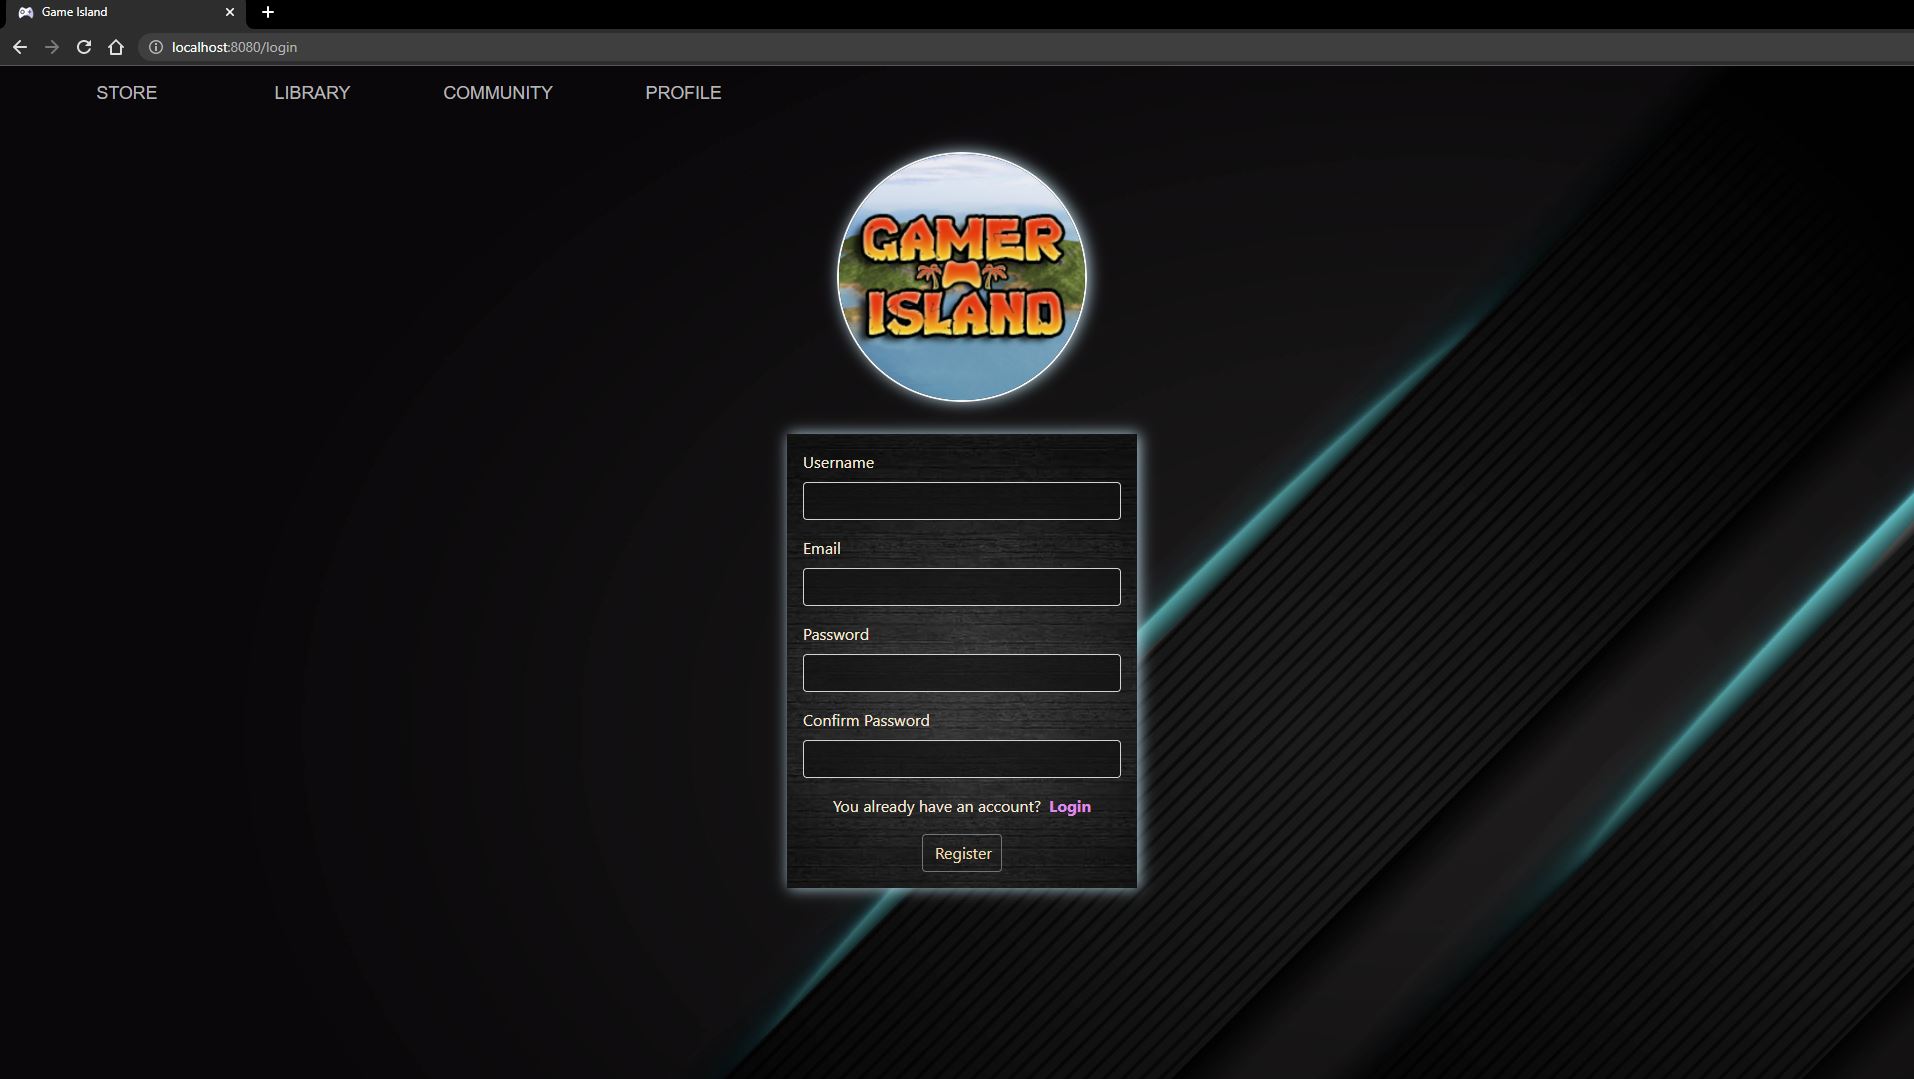 Game Island
localhost:8080/login
STORE LIBRARY COMMUNITY PROFILE
GAMER
ISLAND
Username
Email
Password
Confirm Password
You already have an account? Login
Register